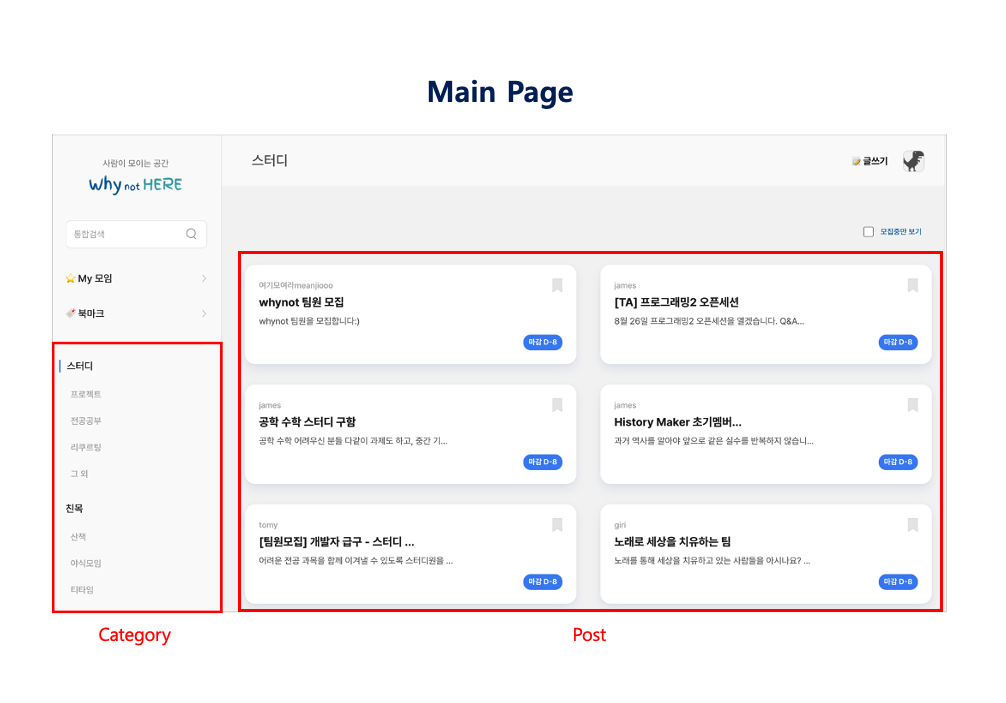 Main Page
사람이 모이는 공간
Why not HERE
통합검색
My 모임
북마크
스터디
프로젝트
전공공부
리쿠르팅
그 외
친목
산책
야식모임
티타임
스터디
글쓰기
모집중만 보기
여기모여라meanjiooo
whynot 팀원 모집
whynot 팀원을 모집합니다:)
마감 D-8
james
[TA] 프로그래밍2 오픈세션
8월 26일 프로그래밍2 오픈세션을 열겠습니다. Q&A...
마감 D-8
james
공학 수학 스터디 구함
공학 수학 어려우신 분들 다같이 과제도 하고, 중간 기...
마감 D-8
james
History Maker 초기멤버...
과거 역사를 알아야 앞으로 같은 실수를 반복하지 않습니...
마감 D-8
tomy
[팀원모집] 개발자 급구 - 스터디 ...
어려운 전공 과목을 함께 이겨낼 수 있도록 스터디원을 ...
마감 D-8
giri
노래로 세상을 치유하는 팀
노래를 통해 세상을 치유하고 있는 사람들을 아시나요? ...
마감 D-8
Category
Post